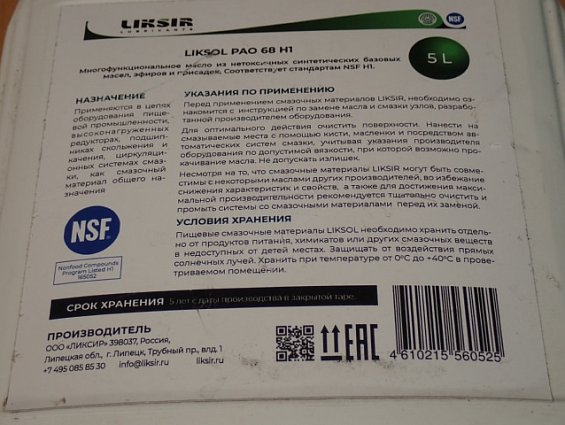 LIKSIR
LUBRICANTS
NSF
LIKSOL PAO 68 H1
5 L
Многофункциональное масло из нетоксичных синтетических базовых
масел, эфиров и присадок. Соответствует стандартам NSF H1.
НАЗНАЧЕНИЕ
Применяются в цепях
оборудования пище-
вой промышленности,
высоконагруженных
редукторах, подшип-
никах скольжения и
качения, циркуляци-
онных системах смаз-
ки, как смазочный
материал общего на-
значения
УКАЗАНИЯ ПО ПРИМЕНЕНИЮ
Перед применением смазочных материалов LIKSIR, необходимо оз-
накомится с инструкцией по замене масла и смазки узлов, разрабо-
танной производителем оборудования.
Для оптимального действия очистить поверхности. Нанести на
смазываемые места с помощью кисти, масленки и посредством ав-
томатических систем смазки, учитывая указания производителя
оборудования по допустимой вязкости, при которой возможно про-
качивание масла. Не допускать излишек.
Несмотря на то, что смазочные материалы LIKSIR могут быть совме-
стимы с некоторыми маслами других производителей, во избежание
снижения характеристик и свойств, а также для достижения макси-
мальной производительности рекомендуется тщательно очистить и
промыть системы со смазочными материалами перед их заменой.
УСЛОВИЯ ХРАНЕНИЯ
Пищевые смазочные материалы LIKSOL необходимо хранить отдель-
но от продуктов питания, химикатов или других смазочных веществ
в недоступных от детей местах. Защищать от воздействия прямых
солнечных лучей. Хранить при температуре от 0°С до +40°С в прове-
триваемом помещении.
NSF
Nonfood Compounds
Program Listed H1
165052
СРОК ХРАНЕНИЯ 5 лет с даты производства в закрытой таре.
ПРОИЗВОДИТЕЛЬ
ООО «ЛИКСИР» 398037, Россия,
Липецкая обл., г. Липецк, Трубный пр., влд. 1
+7 495 085 85 30 info@liksir.ru liksir.ru
EAC
4 610215 560525